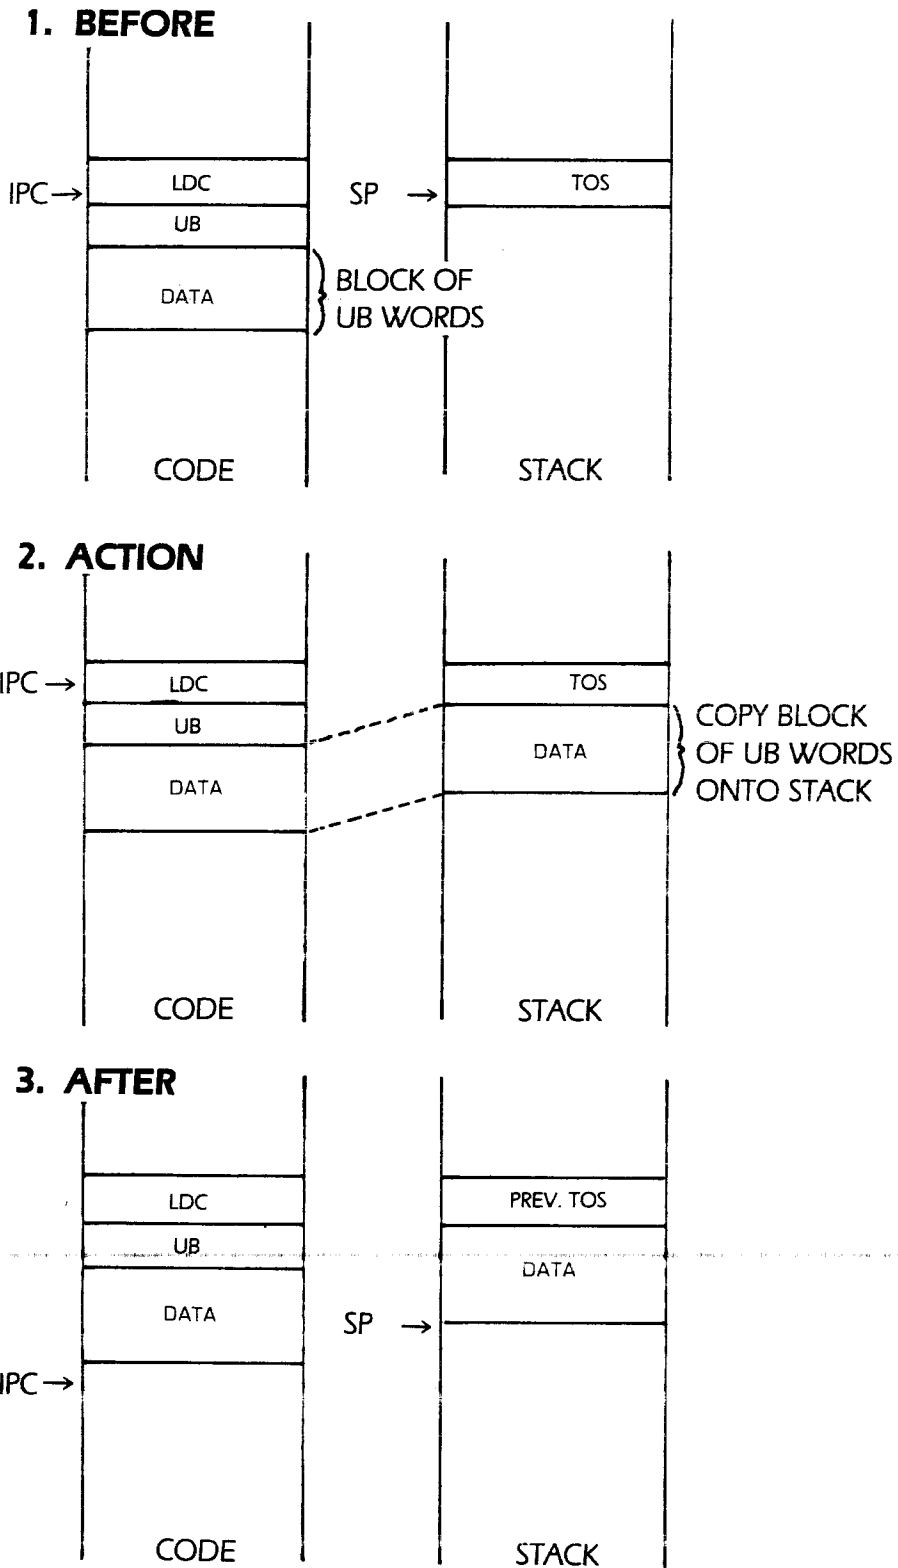 1. BEFORE
IPC→ LDC SP → TOS
UB
DATA BLOCK OF
UB WORDS
CODE STACK
2. ACTION
IPC→ LDC TOS
UB COPY BLOCK
DATA DATA OF UB WORDS
ONTO STACK
CODE STACK
3. AFTER
LDC PREV. TOS
UB
DATA
DATA SP →
IPC→
CODE STACK